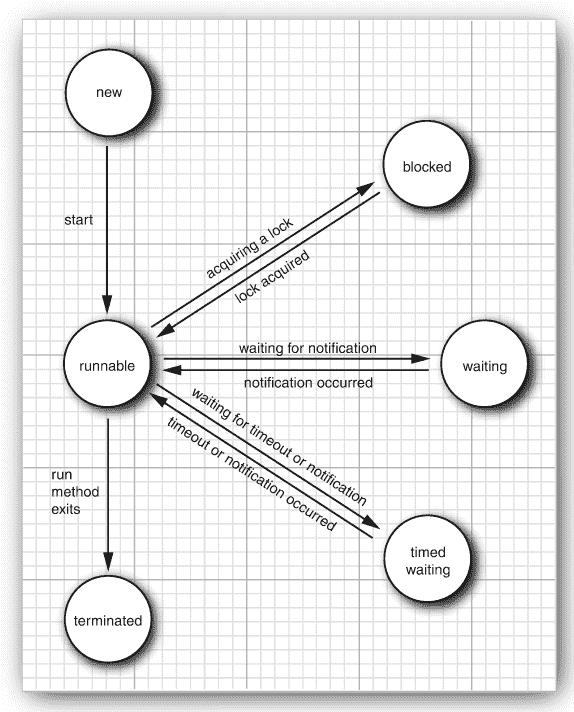 new
blocked
start
acquiring a lock
lock acquired
waiting for notification
runnable
waiting
notification occurred
waiting for timeout or notification
timeout or notification occurred
run
method
exits
timed
waiting
terminated